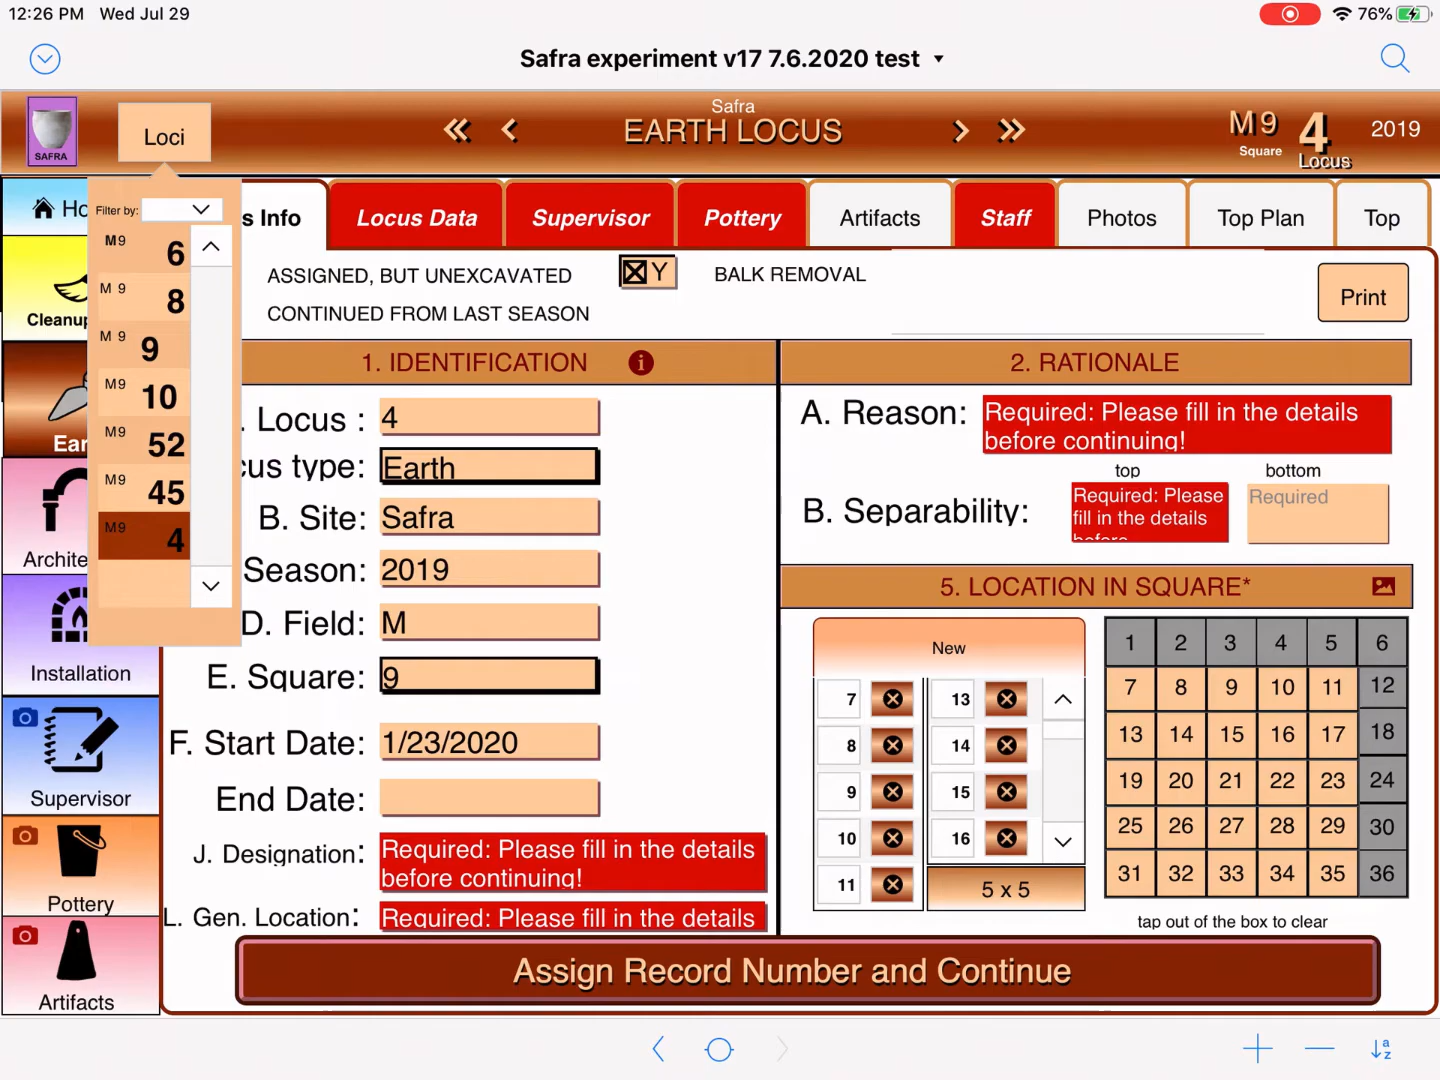 12:26 PM Wed Jul 29
76%
Safra experiment v17 7.6.2020 test
SAFRA
Loci
Safra
EARTH LOCUS
M 9
Square
4
Locus
2019
Ho
Filter by:
s Info
Locus Data
Supervisor
Pottery
Artifacts
Staff
Photos
Top Plan
Top
M9 6
M 9 8
M 9 9
M9 10
M9 52
M9 45
M9 4
ASSIGNED, BUT UNEXCAVATED
Y
BALK REMOVAL
CONTINUED FROM LAST SEASON
Print
Cleanup
Ear
Archite
Installation
Supervisor
Pottery
Artifacts
1. IDENTIFICATION
. Locus : 4
cus type: Earth
B. Site: Safra
Season: 2019
D. Field: M
E. Square: 9
F. Start Date: 1/23/2020
End Date:
J. Designation: Required: Please fill in the details
before continuing!
L. Gen. Location: Required: Please fill in the details
2. RATIONALE
A. Reason: Required: Please fill in the details
before continuing!
top
bottom
B. Separability:
Required: Please
fill in the details
before
Required
5. LOCATION IN SQUARE*
New
7 13
8 14
9 15
10 16
11
5 x 5
1 2 3 4 5 6
7 8 9 10 11 12
13 14 15 16 17 18
19 20 21 22 23 24
25 26 27 28 29 30
31 32 33 34 35 36
tap out of the box to clear
Assign Record Number and Continue